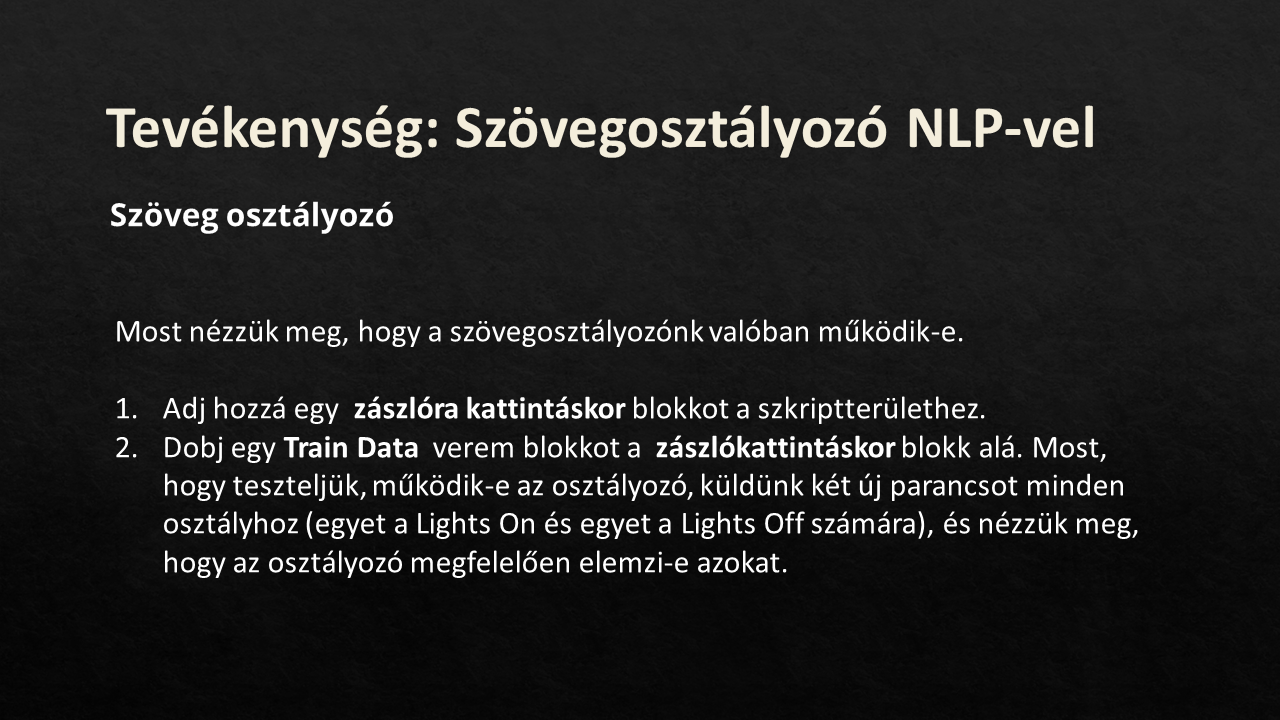 Tevékenység: Szövegosztályozó NLP-vel
Szöveg osztályozó
Most nézzük meg, hogy a szövegosztályozónk valóban működik-e.
1. Adj hozzá egy zászlóra kattintáskor blokkot a szkriptterülethez.
2. Dobj egy Train Data verem blokkot a zászlókattintáskor blokk alá. Most,
hogy teszteljük, működik-e az osztályozó, küldünk két új parancsot minden
osztályhoz (egyet a Lights On és egyet a Lights Off számára), és nézzük meg,
hogy az osztályozó megfelelően elemzi-e azokat.